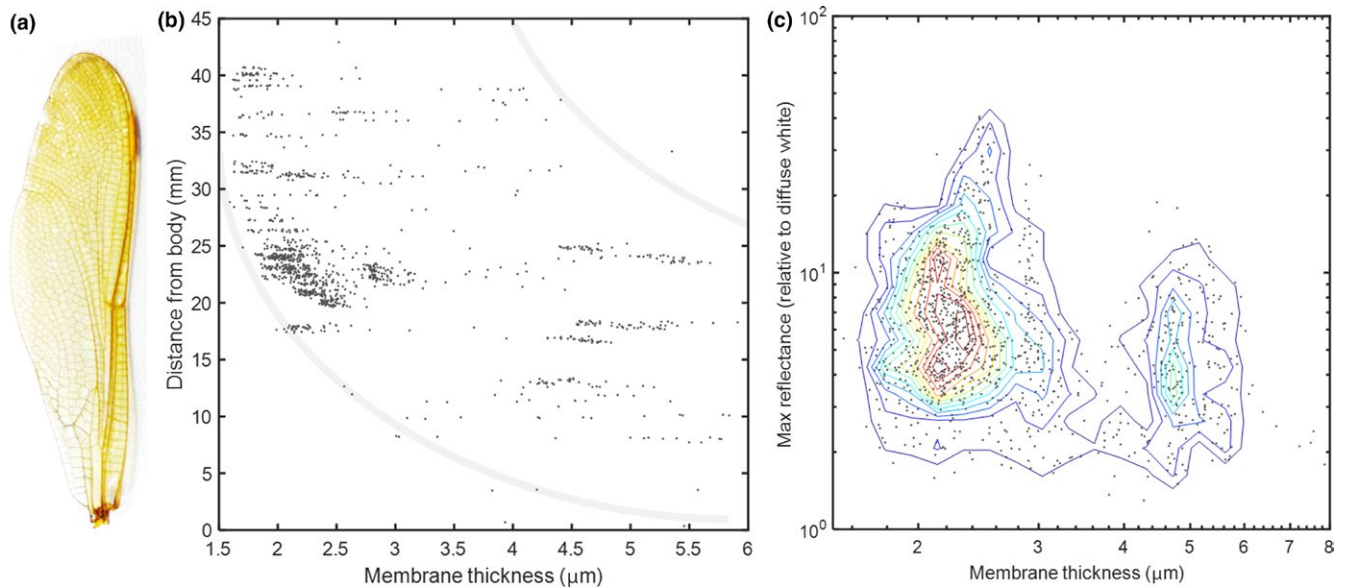 (a)
(b)
(c)
Distance from body (mm)
45
40
35
30
25
20
15
10
5
0
1.5 2 2.5 3 3.5 4 4.5 5 5.5 6
Membrane thickness (μm)
Max reflectance (relative to diffuse white)
10²
10¹
10⁰
2 3 4 5 6 7 8
Membrane thickness (μm)